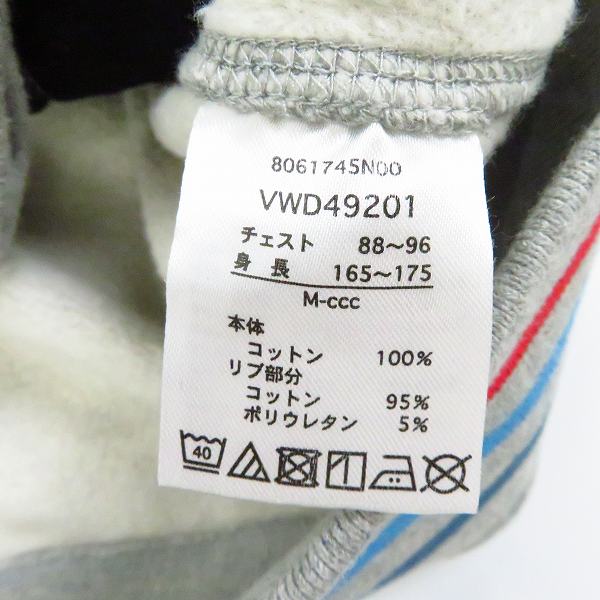 8061745N00
VWD49201
チェスト 88〜96
身長 165〜175
M-ccc
本体
コットン 100%
リブ部分
コットン 95%
ポリウレタン 5%
40